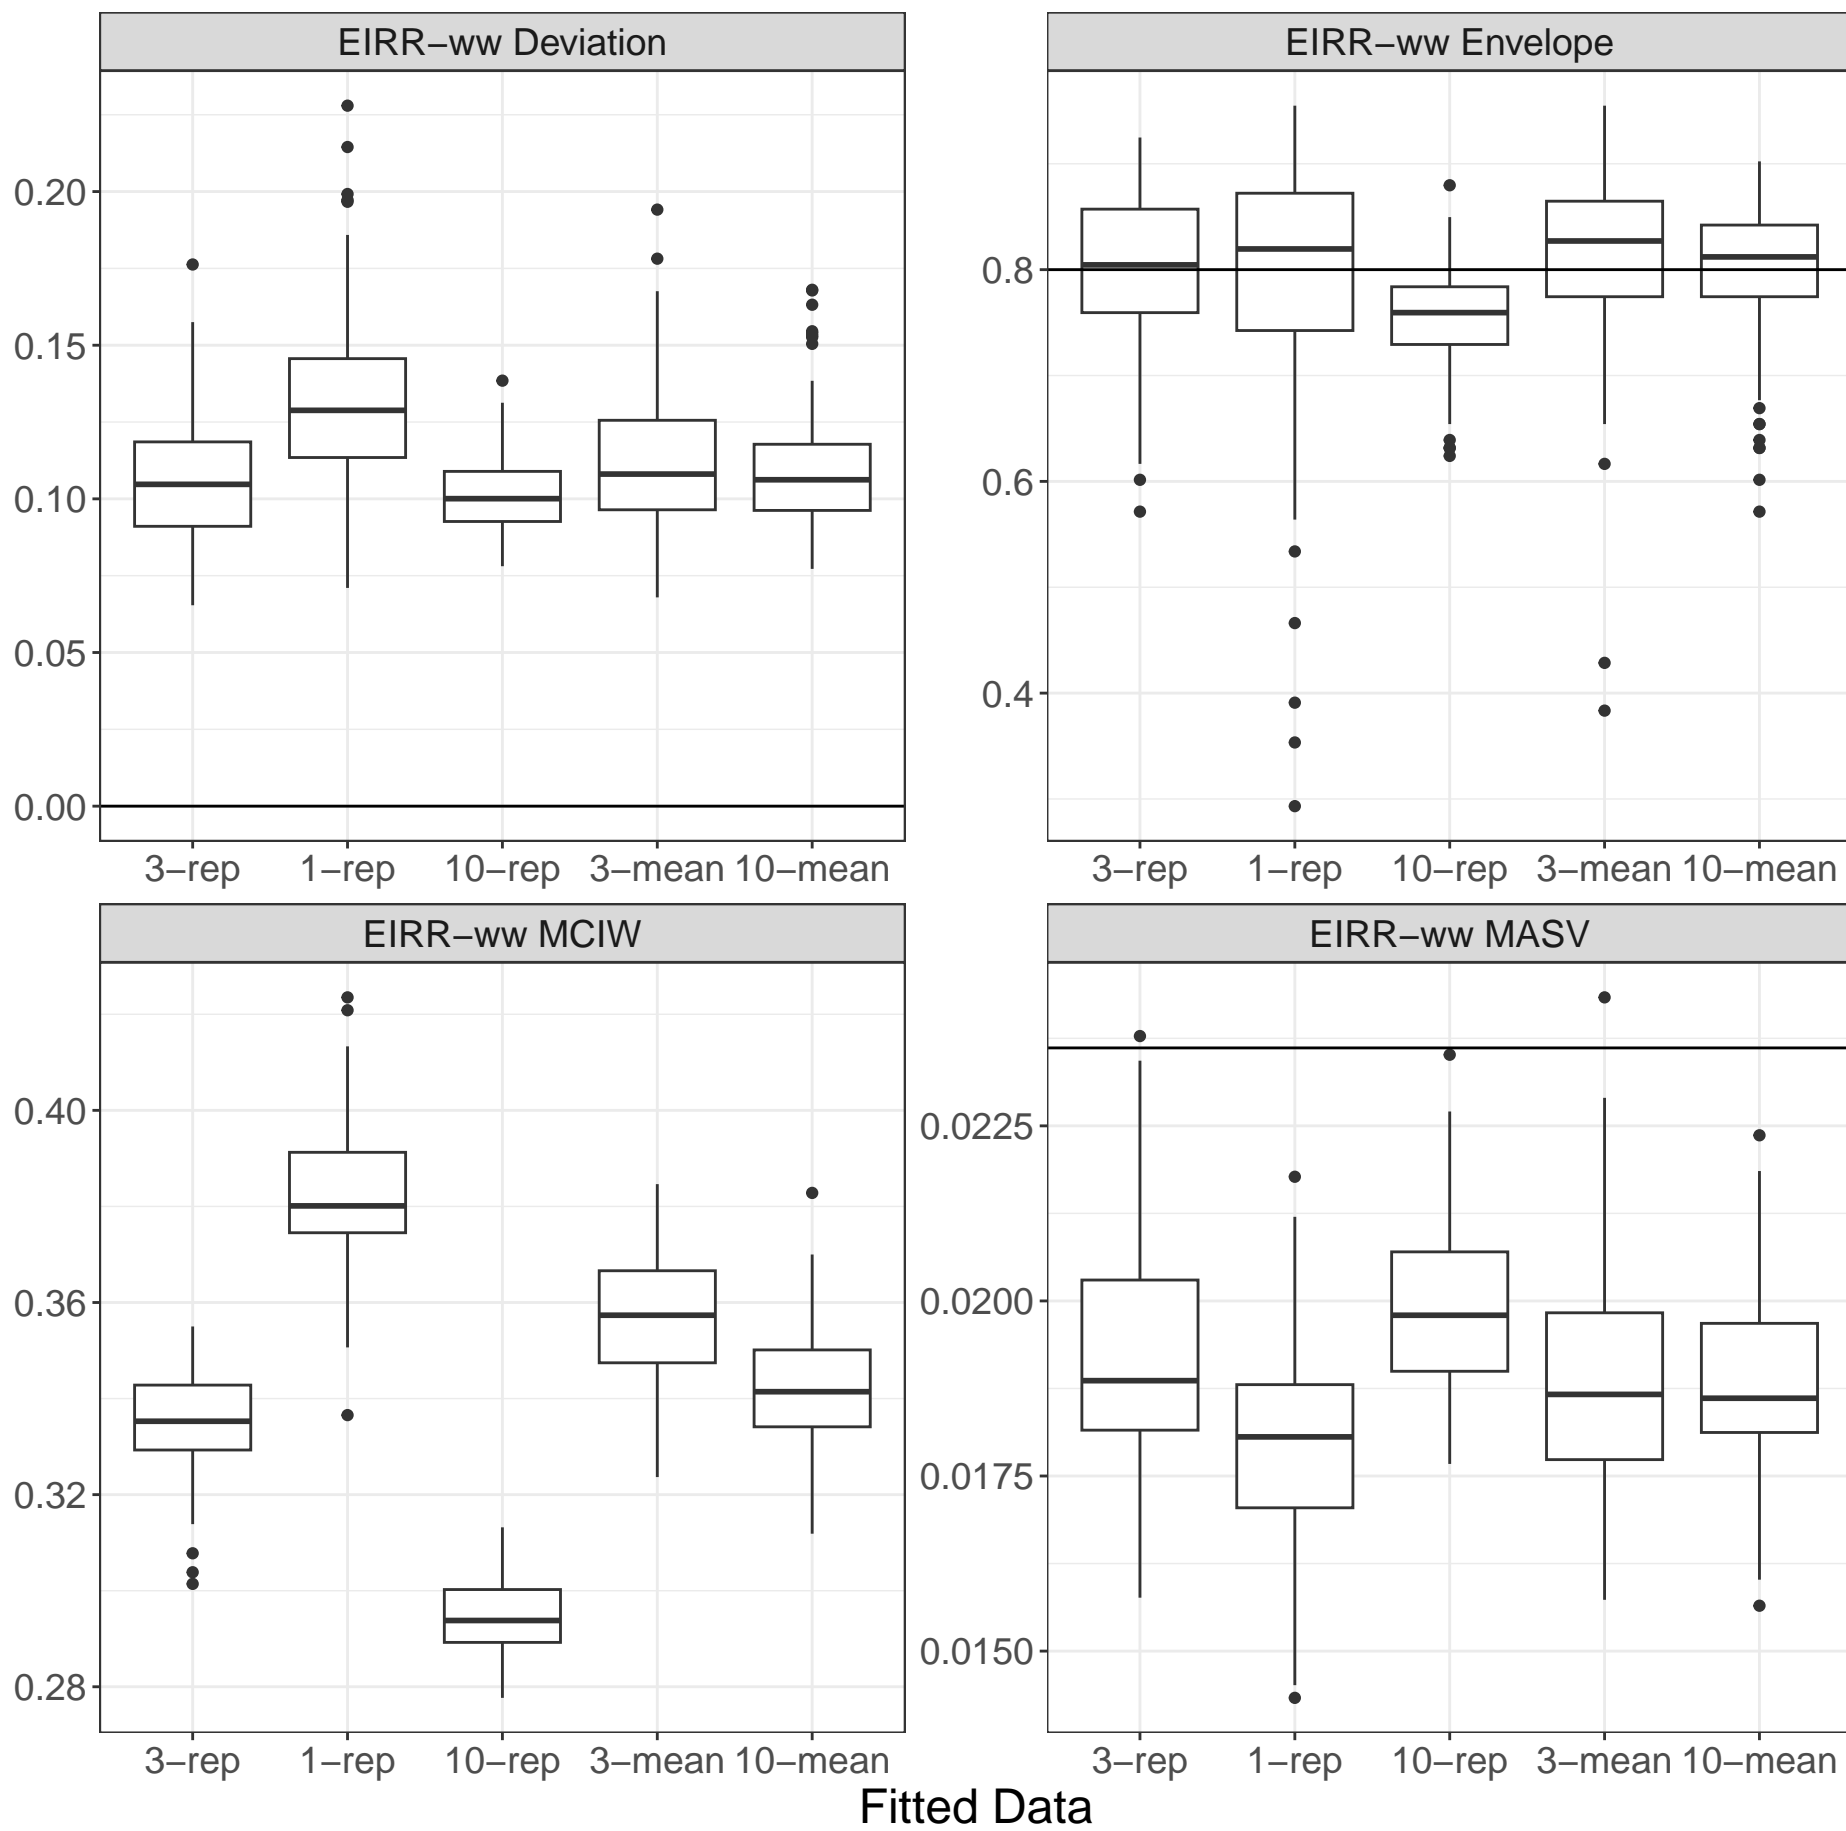 EIRR−ww Deviation
0.20
0.15
0.10
0.05
0.00
3−rep 1−rep 10−rep 3−mean 10−mean
EIRR−ww Envelope
0.8
0.6
0.4
3−rep 1−rep 10−rep 3−mean 10−mean
EIRR−ww MCIW
0.40
0.36
0.32
0.28
3−rep 1−rep 10−rep 3−mean 10−mean
EIRR−ww MASV
0.0225
0.0200
0.0175
0.0150
3−rep 1−rep 10−rep 3−mean 10−mean
Fitted Data